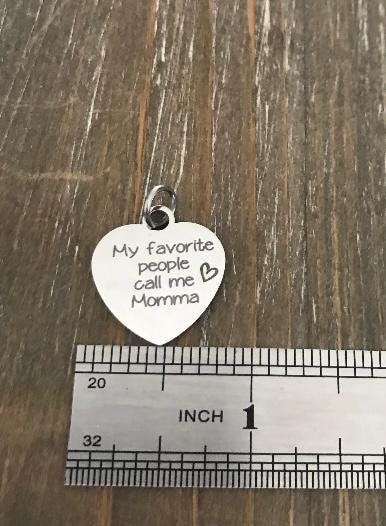 My favorite
people
call me
Momma
20
INCH 1
32